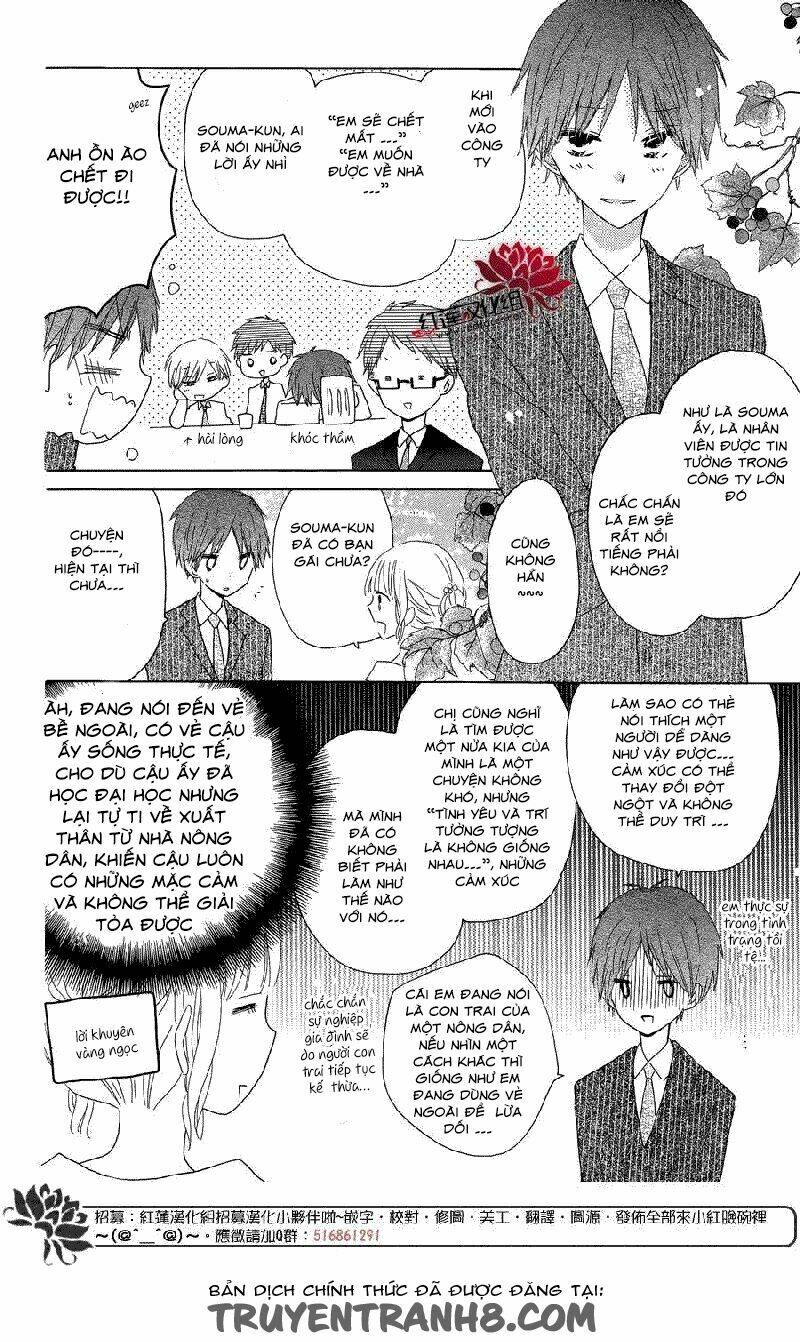 KHI
MỚI
VÀO
CÔNG
TY
"EM SẼ CHẾT
MẤT ---"
"EM MUỐN
ĐƯỢC VỀ NHÀ
---"
SOUMA-KUN, AI
ĐÃ NÓI NHỮNG
LỜI ẤY NHỈ
geez
ANH ỒN ÀO
CHẾT ĐI
ĐƯỢC!!
↑ hài lòng
khóc thầm
NHƯ LÀ SOUMA
ẤY, LÀ NHÂN
VIÊN ĐƯỢC TIN
TƯỞNG TRONG
CÔNG TY LỚN
ĐÓ
CHẮC CHẮN
LÀ EM SẼ
RẤT NỔI
TIẾNG PHẢI
KHÔNG?
CŨNG
KHÔNG
HẲN
~~~
SOUMA-KUN
ĐÃ CÓ BẠN
GÁI CHƯA?
CHUYỆN
ĐÓ----,
HIỆN TẠI THÌ
CHƯA---
LÀM SAO CÓ THỂ
NÓI THÍCH MỘT
NGƯỜI DỄ DÀNG
NHƯ VẬY ĐƯỢC---
CẢM XÚC CÓ THỂ
THAY ĐỔI ĐỘT
NGỘT VÀ KHÔNG
THỂ DUY TRÌ ---
CHỊ CŨNG NGHĨ
LÀ TÌM ĐƯỢC
MỘT NỬA KIA CỦA
MÌNH LÀ MỘT
CHUYỆN KHÔNG
KHÓ, NHƯNG
"TÌNH YÊU VÀ TRÍ
TƯỞNG TƯỢNG
LÀ KHÔNG GIỐNG
NHAU---", NHỮNG
CẢM XÚC
MÀ MÌNH
ĐÃ CÓ
KHÔNG
BIẾT PHẢI
LÀM NHƯ
THẾ NÀO
VỚI NÓ---
ÀH, ĐANG NÓI ĐẾN VẺ
BỀ NGOÀI, CÓ VẺ CẬU
ẤY SỐNG THỰC TẾ,
CHO DÙ CẬU ẤY ĐÃ
HỌC ĐẠI HỌC NHƯNG
LẠI TỰ TI VỀ XUẤT
THÂN TỪ NHÀ NÔNG
DÂN, KHIẾN CẬU LUÔN
CÓ NHỮNG MẶC CẢM
VÀ KHÔNG THỂ GIẢI
TỎA ĐƯỢC
em thực sự
trong tình
trạng tồi
tệ...
CÁI EM ĐANG NÓI
LÀ CON TRAI CỦA
MỘT NÔNG DÂN,
NẾU NHÌN MỘT
CÁCH KHÁC THÌ
GIỐNG NHƯ EM
ĐANG DÙNG VẺ
NGOÀI ĐỂ LỪA
DỐI ---
chắc chắn
sự nghiệp
gia đình sẽ
do người con
trai tiếp tục
kế thừa...
lời khuyên
vàng ngọc
招募：紅蓮漢化組招募漢化小夥伴啦~嵌字・校對・修圖・美工・翻譯・圖源・發佈全部來小紅晚碗裡
~(@^__^@)~。應徵請加Q群：516861291
BẢN DỊCH CHÍNH THỨC ĐÃ ĐƯỢC ĐĂNG TẠI:
TRUYENTRANH8.COM